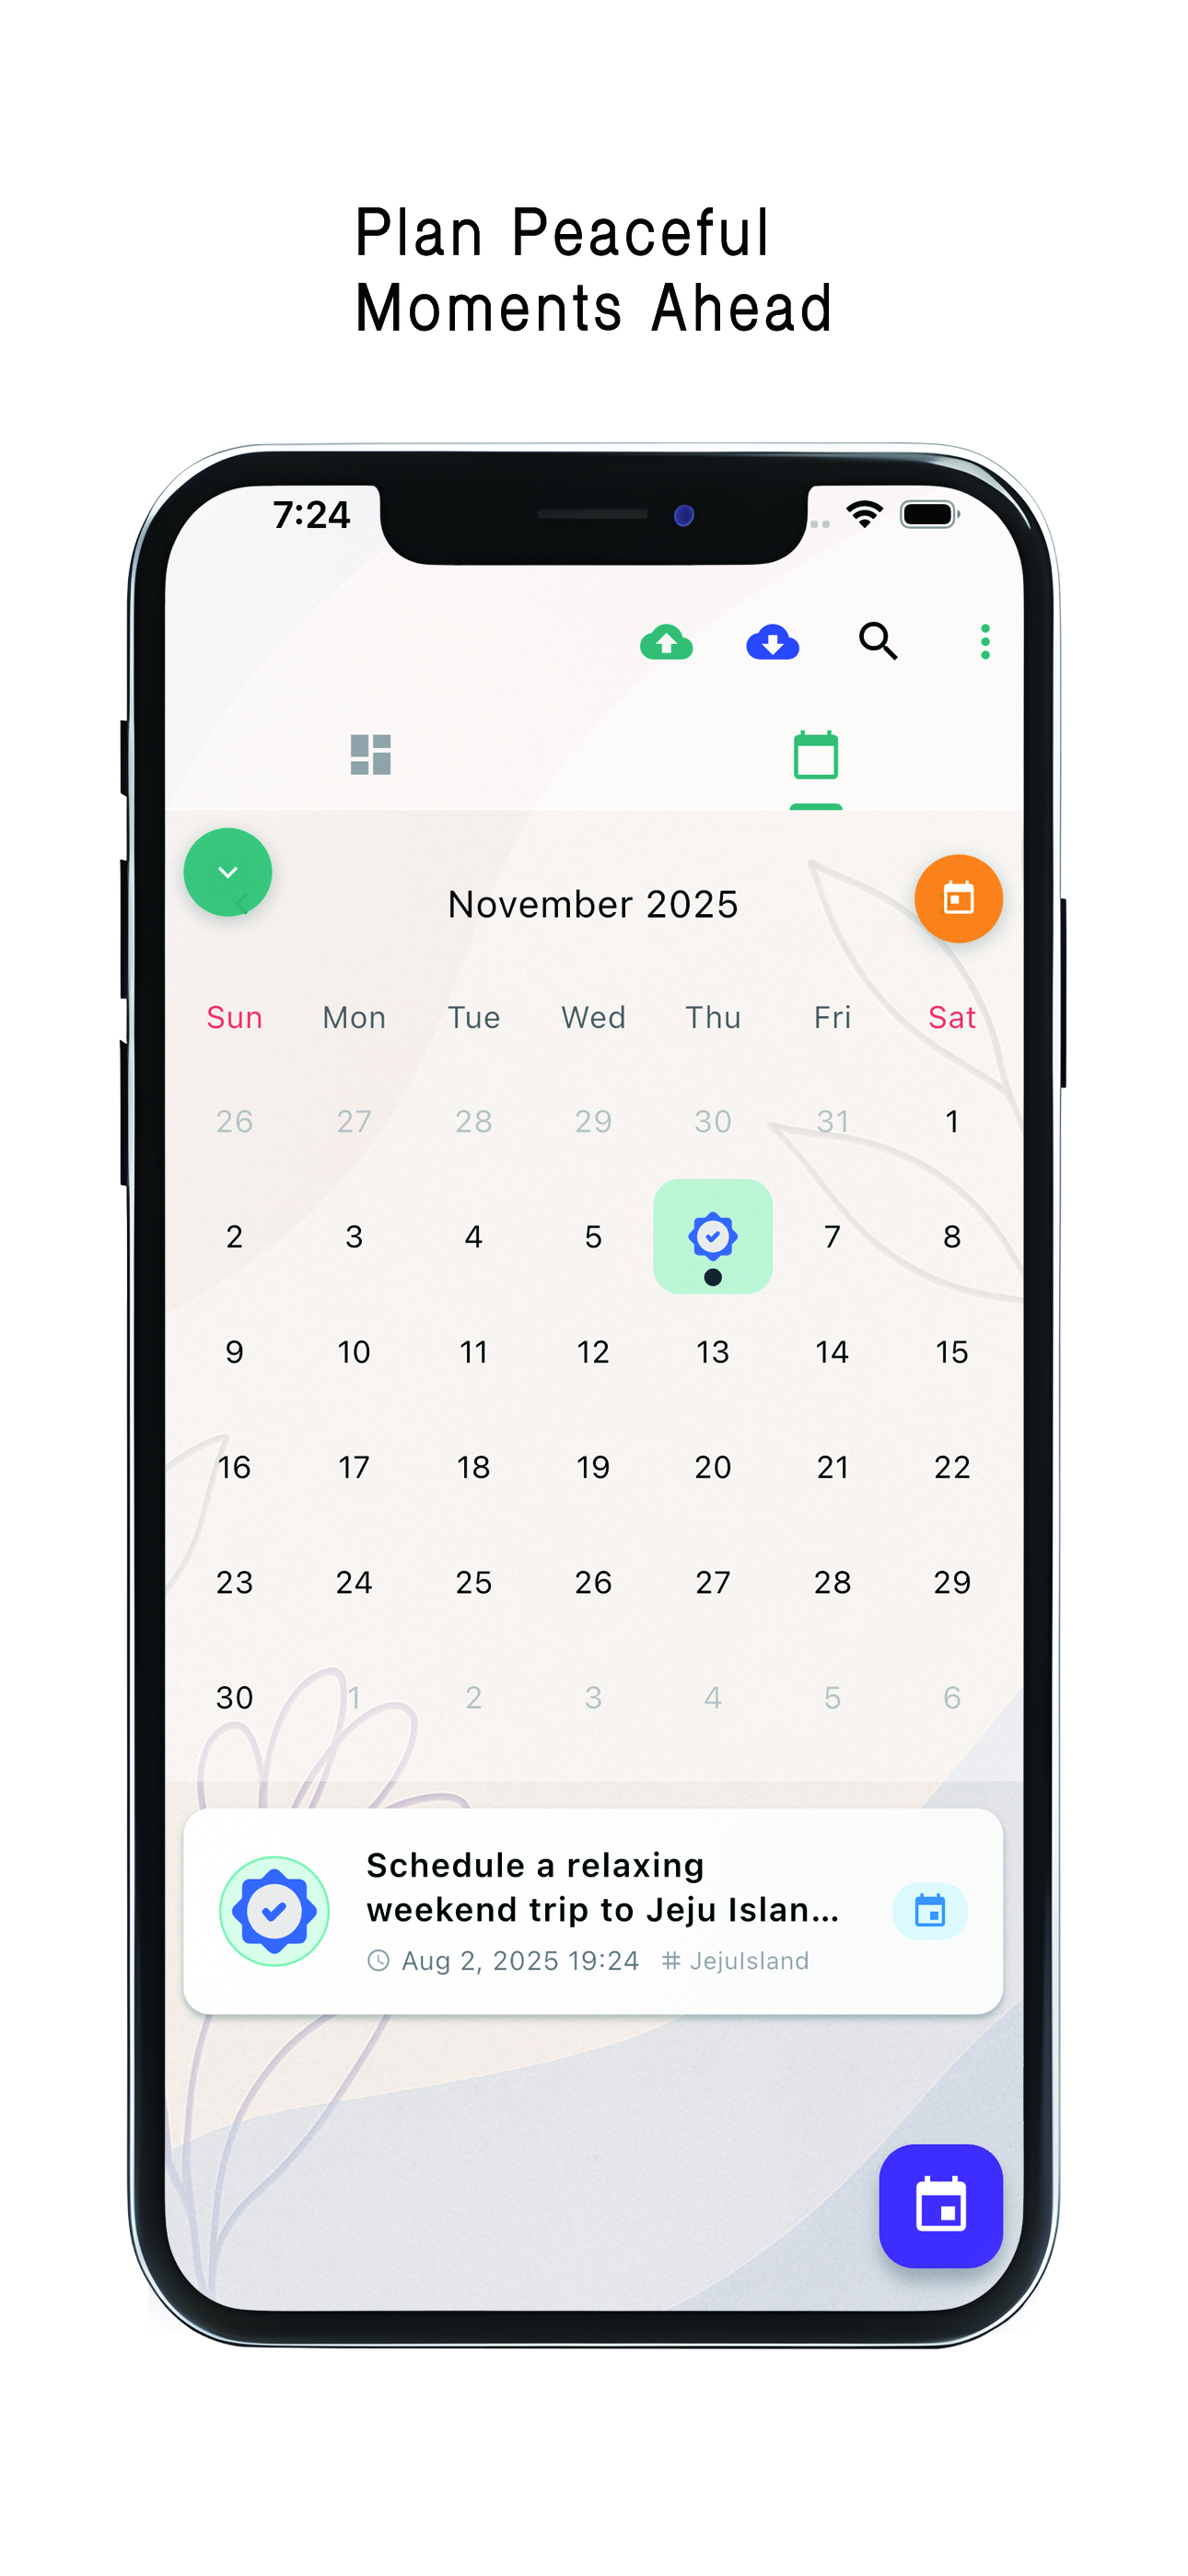 Plan Peaceful
Moments Ahead
7:24
November 2025
Sun Mon Tue Wed Thu Fri Sat
26 27 28 29 30 31 1
2 3 4 5 7 8
9 10 11 12 13 14 15
16 17 18 19 20 21 22
23 24 25 26 27 28 29
30 1 2 3 4 5 6
Schedule a relaxing
weekend trip to Jeju Islan...
Aug 2, 2025 19:24 # JejuIsland